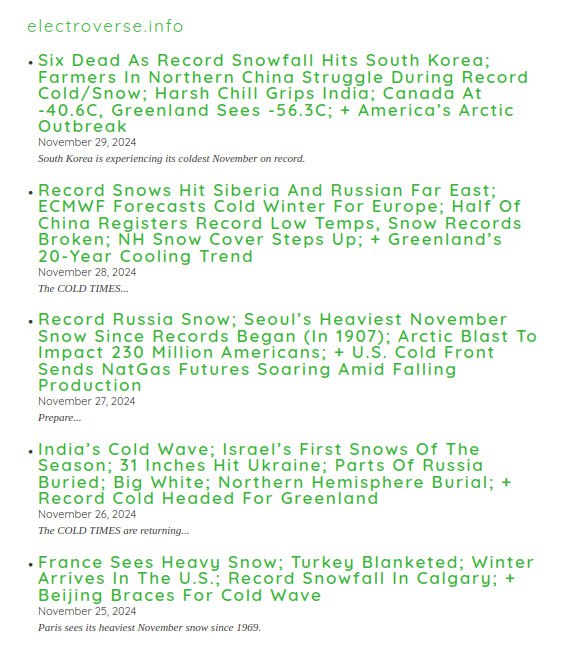 electroverse.info
Six Dead As Record Snowfall Hits South Korea;
Farmers In Northern China Struggle During Record
Cold/Snow; Harsh Chill Grips India; Canada At
-40.6C, Greenland Sees -56.3C; + America’s Arctic
Outbreak
November 29, 2024
South Korea is experiencing its coldest November on record.
Record Snows Hit Siberia And Russian Far East;
ECMWF Forecasts Cold Winter For Europe; Half Of
China Registers Record Low Temps, Snow Records
Broken; NH Snow Cover Steps Up; + Greenland’s
20-Year Cooling Trend
November 28, 2024
The COLD TIMES...
Record Russia Snow; Seoul’s Heaviest November
Snow Since Records Began (In 1907); Arctic Blast To
Impact 230 Million Americans; + U.S. Cold Front
Sends NatGas Futures Soaring Amid Falling
Production
November 27, 2024
Prepare...
India’s Cold Wave; Israel’s First Snows Of The
Season; 31 Inches Hit Ukraine; Parts Of Russia
Buried; Big White; Northern Hemisphere Burial; +
Record Cold Headed For Greenland
November 26, 2024
The COLD TIMES are returning...
France Sees Heavy Snow; Turkey Blanketed; Winter
Arrives In The U.S.; Record Snowfall In Calgary; +
Beijing Braces For Cold Wave
November 25, 2024
Paris sees its heaviest November snow since 1969.